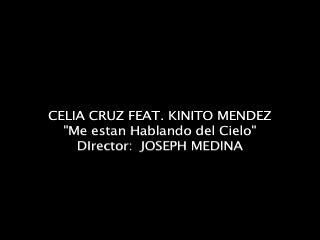 CELIA CRUZ FEAT. KINITO MENDEZ
"Me estan Hablando del Cielo"
DIrector:  JOSEPH MEDINA